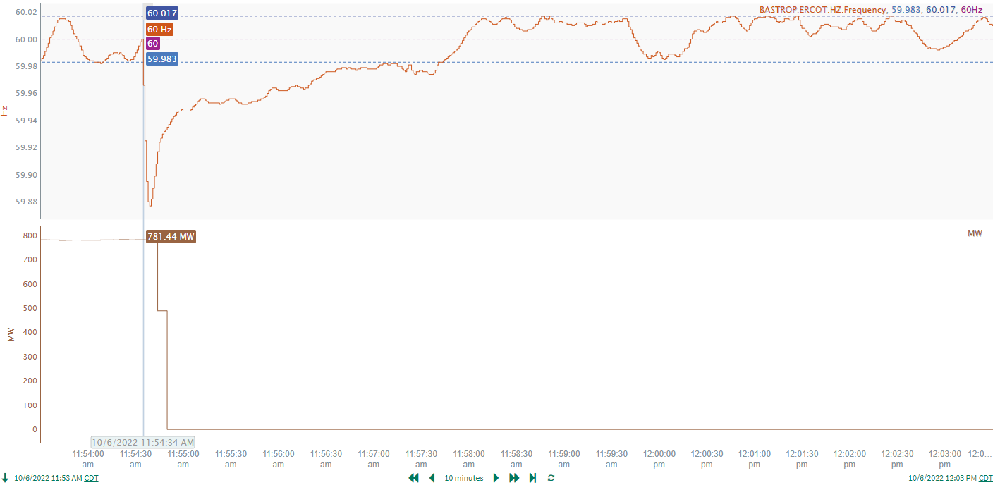 60.02
60.00
59.98
59.96
59.94
59.92
59.90
59.88
Hz
60.017
60 Hz
60
59.983
BASTROP.ERCOT.HZ.Frequency, 59.983, 60.017, 60Hz
800
700
600
500
400
300
200
100
0
MW
781.44 MW
MW
10/6/2022 11:54:34 AM
11:54:00 am
11:54:30 am
11:55:00 am
11:55:30 am
11:56:00 am
11:56:30 am
11:57:00 am
11:57:30 am
11:58:00 am
11:58:30 am
11:59:00 am
11:59:30 am
12:00:00 pm
12:00:30 pm
12:01:00 pm
12:01:30 pm
12:02:00 pm
12:02:30 pm
12:03:00 pm
12:0... pm
10/6/2022 11:53 AM CDT
10 minutes
10/6/2022 12:03 PM CDT